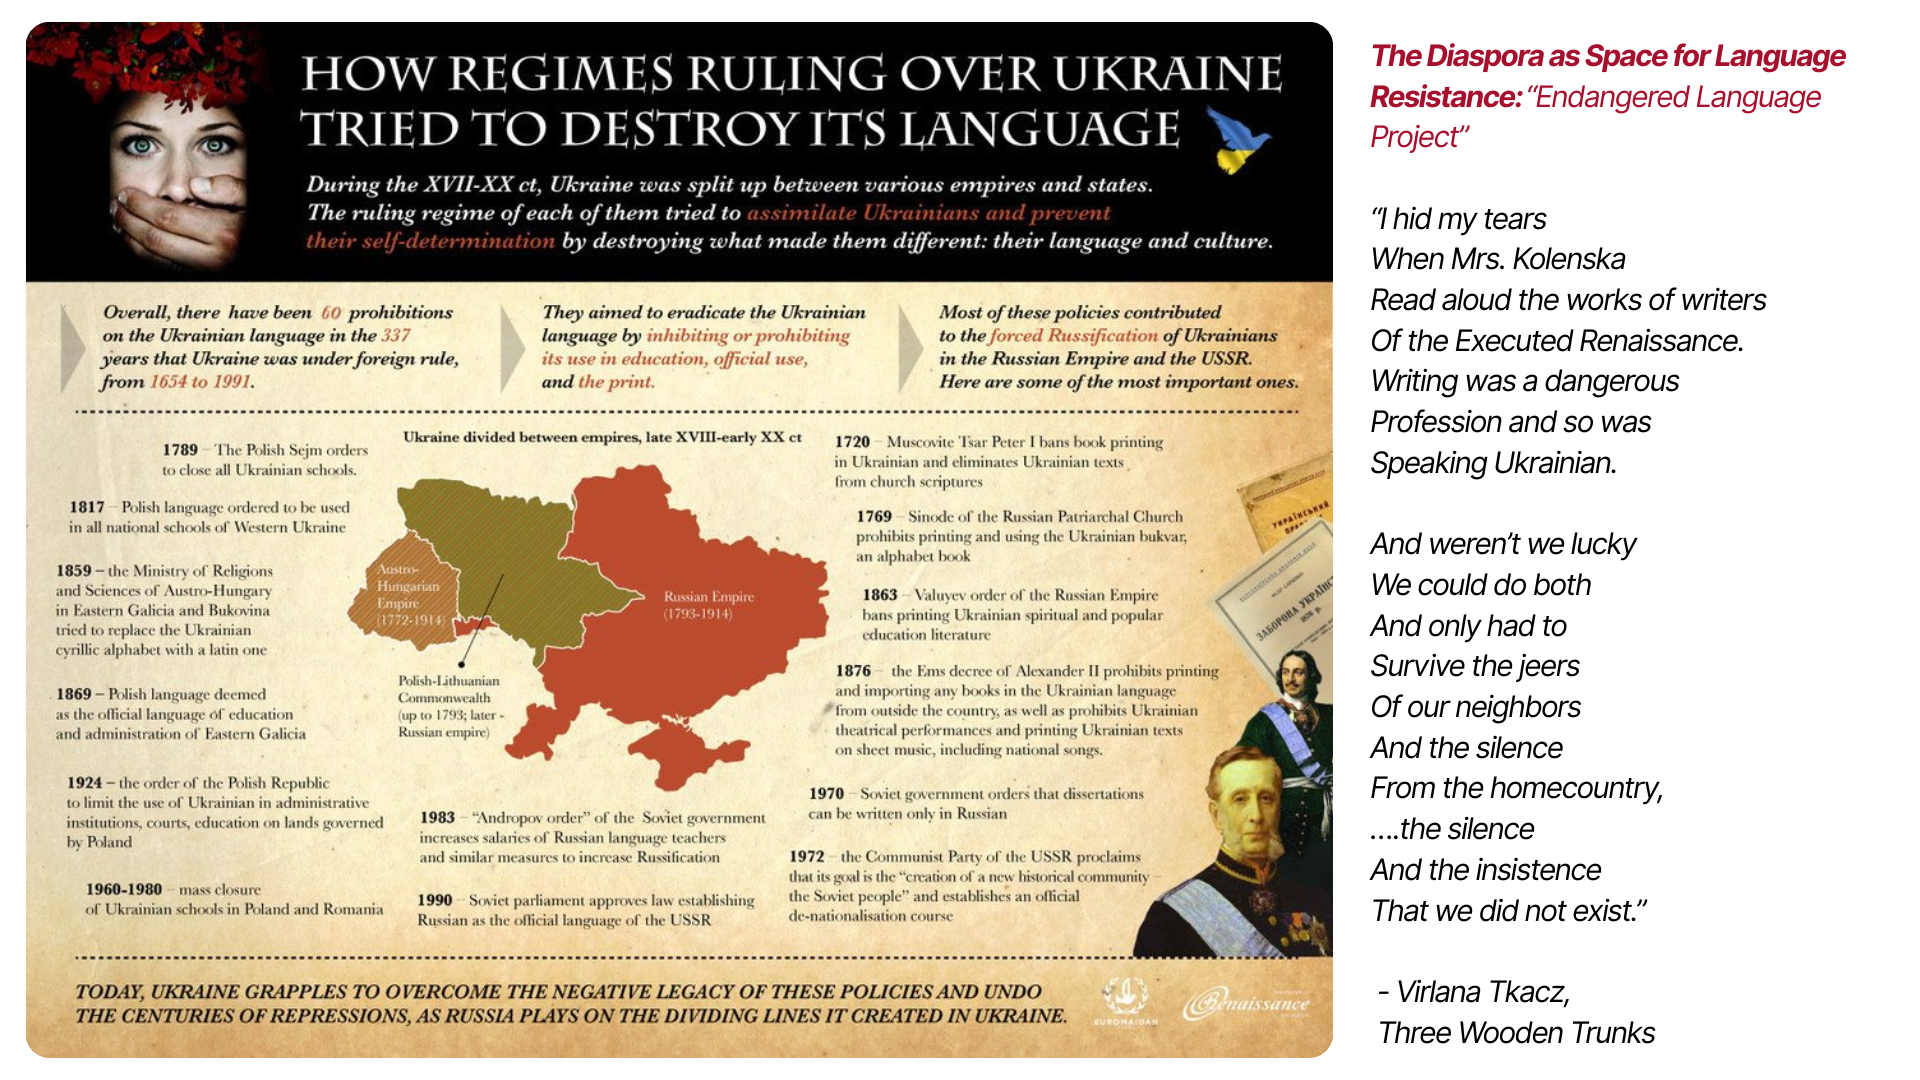 HOW REGIMES RULING OVER UKRAINE
TRIED TO DESTROY ITS LANGUAGE
During the XVII-XX ct, Ukraine was split up between various empires and states.
The ruling regime of each of them tried to assimilate Ukrainians and prevent
their self-determination by destroying what made them different: their language and culture.
Overall, there have been 60 prohibitions
on the Ukrainian language in the 337
years that Ukraine was under foreign rule,
from 1654 to 1991.
They aimed to eradicate the Ukrainian
language by inhibiting or prohibiting
its use in education, official use,
and the print.
Most of these policies contributed
to the forced Russification of Ukrainians
in the Russian Empire and the USSR.
Here are some of the most important ones.
1789 – The Polish Sejm orders
to close all Ukrainian schools.
1817 – Polish language ordered to be used
in all national schools of Western Ukraine
1859 – the Ministry of Religions
and Sciences of Austro-Hungary
in Eastern Galicia and Bukovina
tried to replace the Ukrainian
cyrillic alphabet with a latin one
1869 – Polish language deemed
as the official language of education
and administration of Eastern Galicia
1924 – the order of the Polish Republic
to limit the use of Ukrainian in administrative
institutions, courts, education on lands governed
by Poland
1960-1980 – mass closure
of Ukrainian schools in Poland and Romania
Ukraine divided between empires, late XVIII-early XX ct
Austro-
Hungarian
Empire
(1772-1914)
Russian Empire
(1793-1914)
Polish-Lithuanian
Commonwealth
(up to 1793; later -
Russian empire)
1983 – “Andropov order” of the Soviet government
increases salaries of Russian language teachers
and similar measures to increase Russification
1990 – Soviet parliament approves law establishing
Russian as the official language of the USSR
1720 – Muscovite Tsar Peter I bans book printing
in Ukrainian and eliminates Ukrainian texts
from church scriptures
1769 – Sinode of the Russian Patriarchal Church
prohibits printing and using the Ukrainian bukvar,
an alphabet book
1863 – Valuyev order of the Russian Empire
bans printing Ukrainian spiritual and popular
education literature
1876 – the Ems decree of Alexander II prohibits printing
and importing any books in the Ukrainian language
from outside the country, as well as prohibits Ukrainian
theatrical performances and printing Ukrainian texts
on sheet music, including national songs.
1970 – Soviet government orders that dissertations
can be written only in Russian
1972 – the Communist Party of the USSR proclaims
that its goal is the “creation of a new historical community –
the Soviet people” and establishes an official
de-nationalisation course
УКРАЇНСЬКИЙ
ЗАБОРОНА УКРАЇНС
1876 р.
TODAY, UKRAINE GRAPPLES TO OVERCOME THE NEGATIVE LEGACY OF THESE POLICIES AND UNDO
THE CENTURIES OF REPRESSIONS, AS RUSSIA PLAYS ON THE DIVIDING LINES IT CREATED IN UKRAINE.
EUROMAIDAN
Renaissance
The Diaspora as Space for Language
Resistance: “Endangered Language
Project”
“I hid my tears
When Mrs. Kolenska
Read aloud the works of writers
Of the Executed Renaissance.
Writing was a dangerous
Profession and so was
Speaking Ukrainian.
And weren’t we lucky
We could do both
And only had to
Survive the jeers
Of our neighbors
And the silence
From the homecountry,
….the silence
And the insistence
That we did not exist.”
- Virlana Tkacz,
Three Wooden Trunks